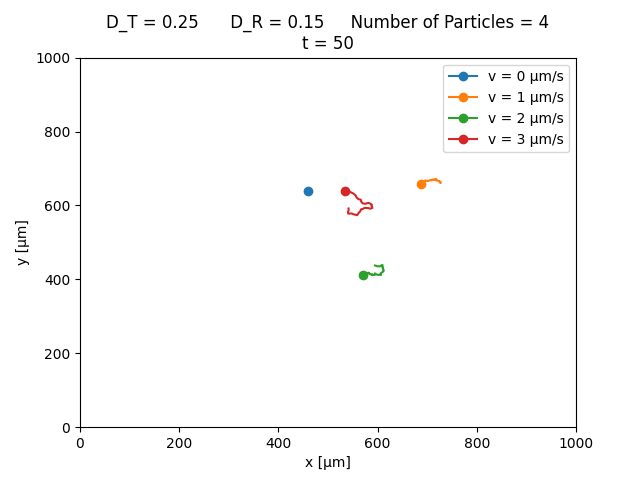 D_T = 0.25 D_R = 0.15 Number of Particles = 4
t = 50
v = 0 µm/s
v = 1 µm/s
v = 2 µm/s
v = 3 µm/s
1000
800
600
400
200
0
y [µm]
0 200 400 600 800 1000
x [µm]